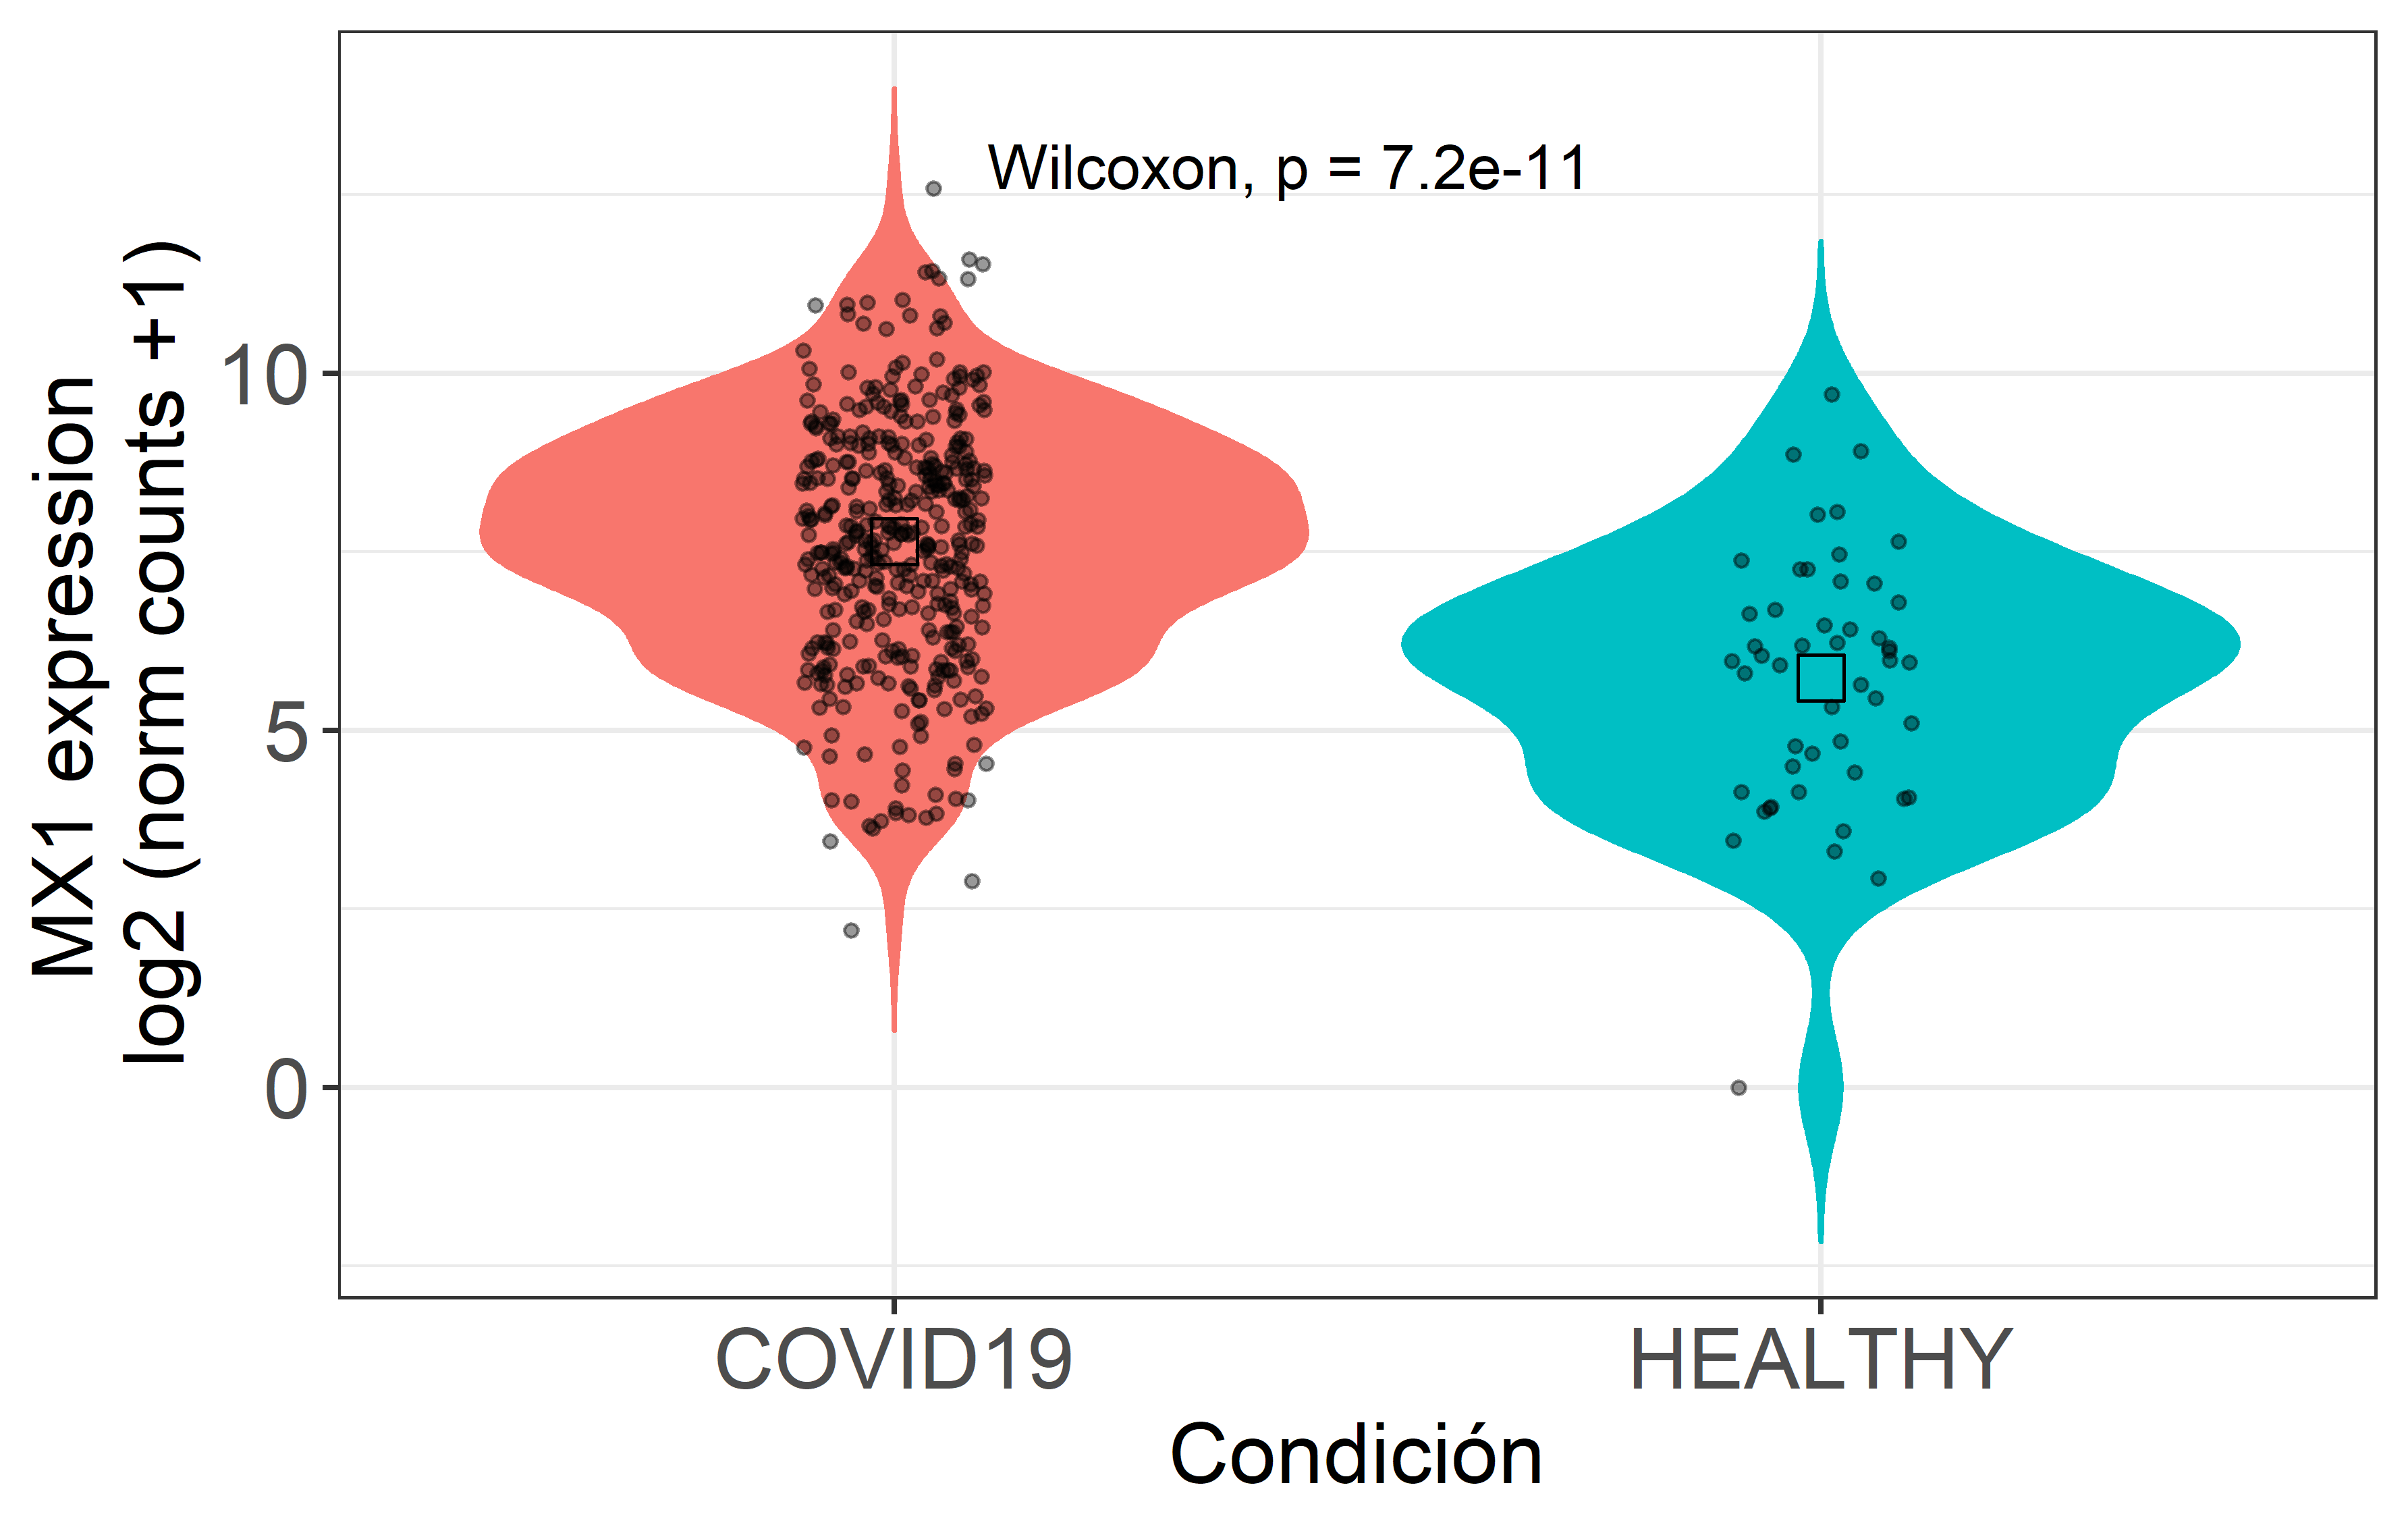 MX1 expression
log2 (norm counts +1)
Wilcoxon, p = 7.2e-11
10
5
0
COVID19
HEALTHY
Condición